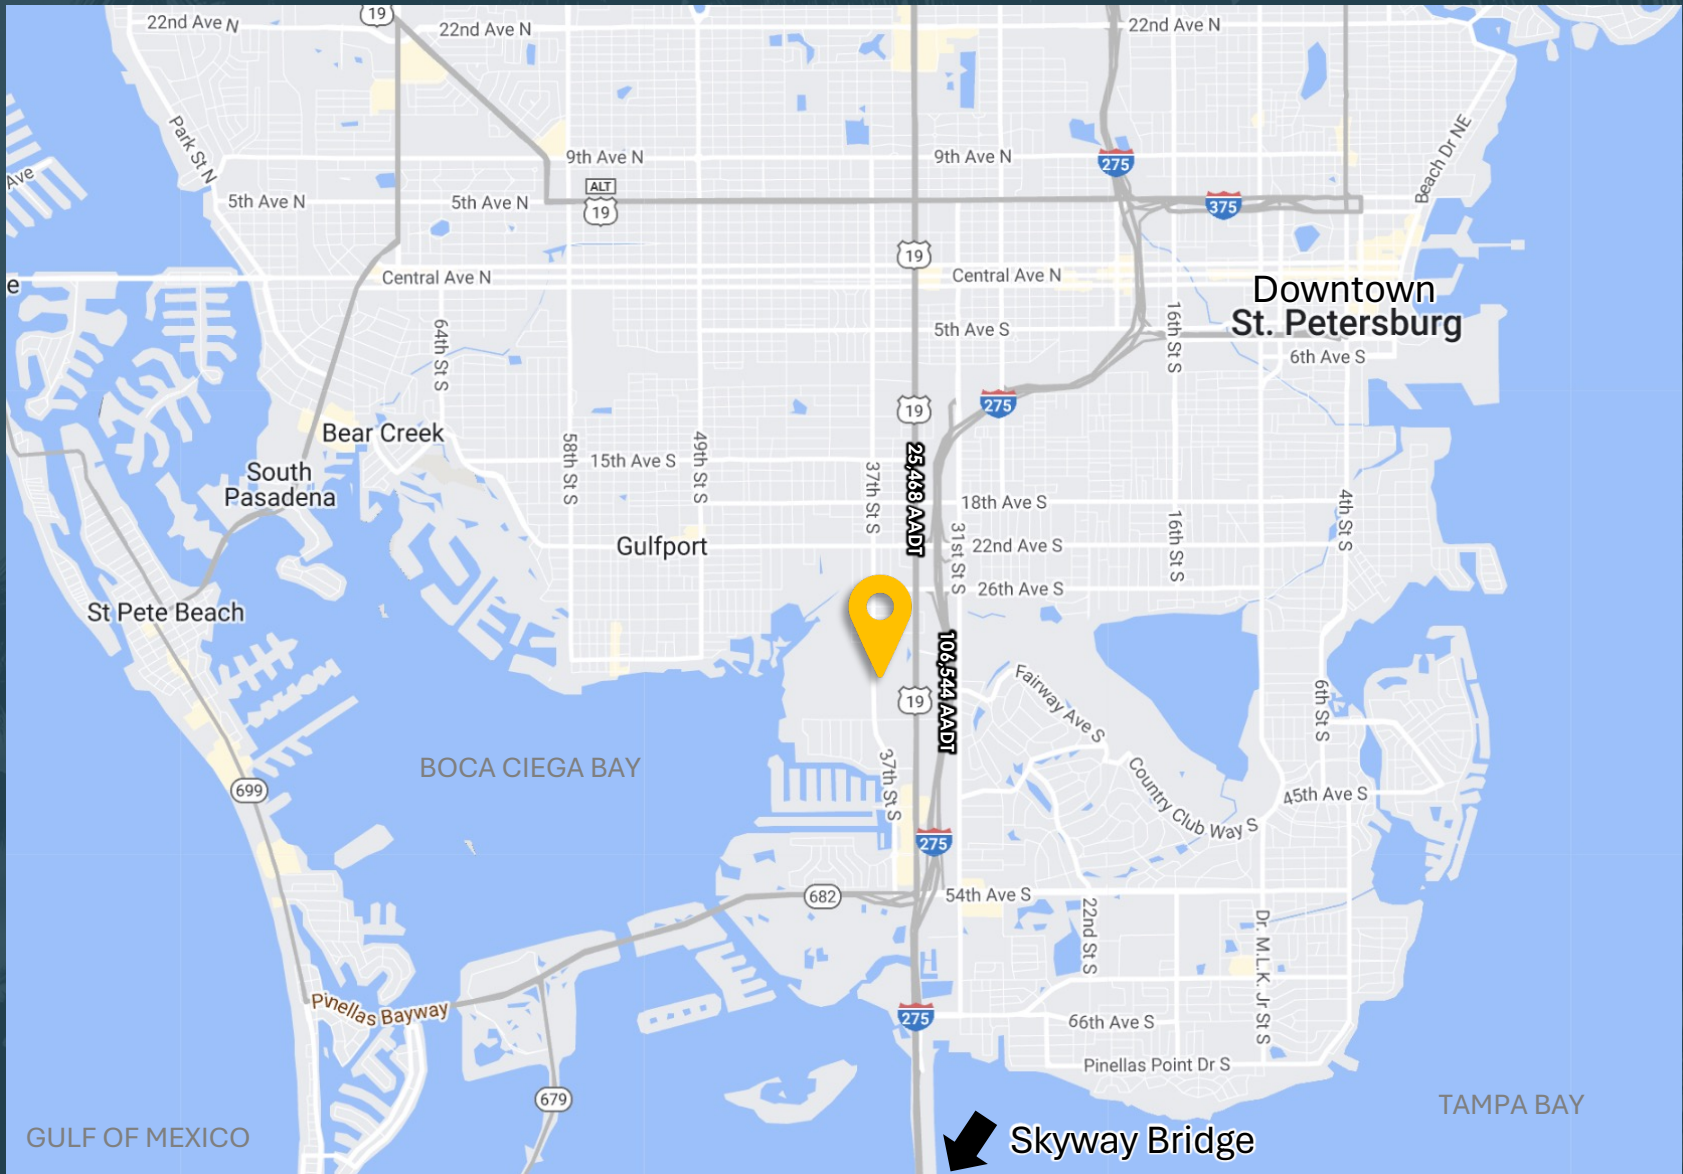 19
22nd Ave N
22nd Ave N
22nd Ave N
Park St N
Ave
9th Ave N
9th Ave N
275
Beach Dr NE
5th Ave N
5th Ave N
ALT
19
375
19
Central Ave N
Central Ave N
e
Downtown
St. Petersburg
64th St S
5th Ave S
16th St S
6th Ave S
275
19
Bear Creek
South
Pasadena
58th St S
15th Ave S
49th St S
37th St S
25,468 AADT
18th Ave S
4th St S
Gulfport
31st St S
22nd Ave S
16th St S
26th Ave S
St Pete Beach
106,544 AADT
19
Fairway Ave S
6th St S
BOCA CIEGA BAY
699
37th St S
Country Club Way S
45th Ave S
275
682
54th Ave S
22nd St S
Dr. M.L.K. Jr St S
Pinellas Bayway
275
66th Ave S
Pinellas Point Dr S
679
GULF OF MEXICO
TAMPA BAY
Skyway Bridge